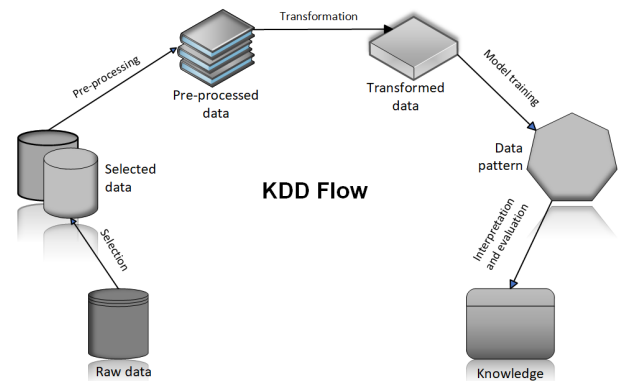 Transformation
Pre-processing
Pre-processed
data
Transformed
data
Model training
Selected
data
KDD Flow
Data
pattern
Selection
Interpretation
and evaluation
Raw data
Knowledge